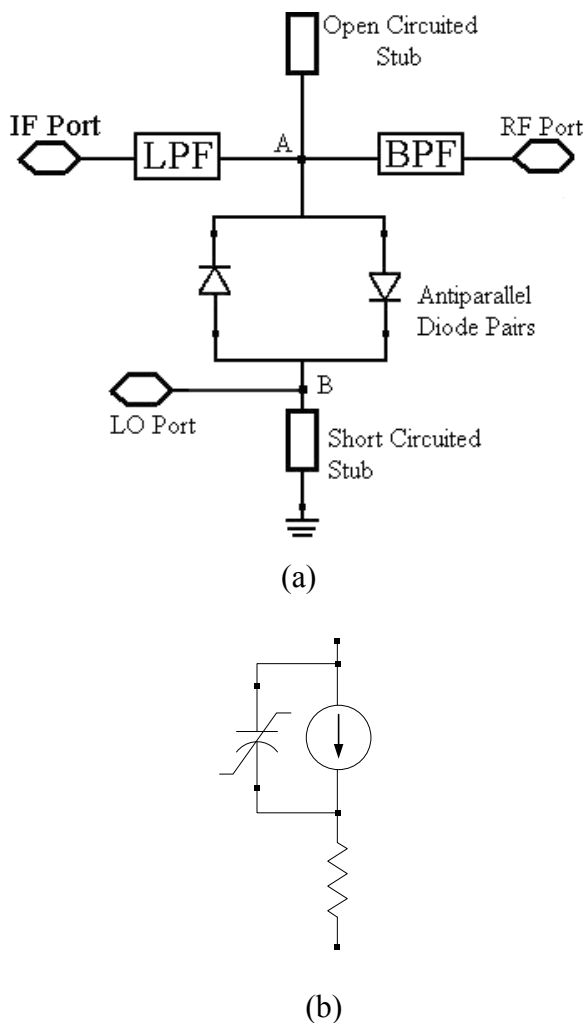 Open Circuited
Stub
IF Port
LPF
A
BPF
RF Port
Antiparallel
Diode Pairs
B
LO Port
Short Circuited
Stub
(a)
(b)